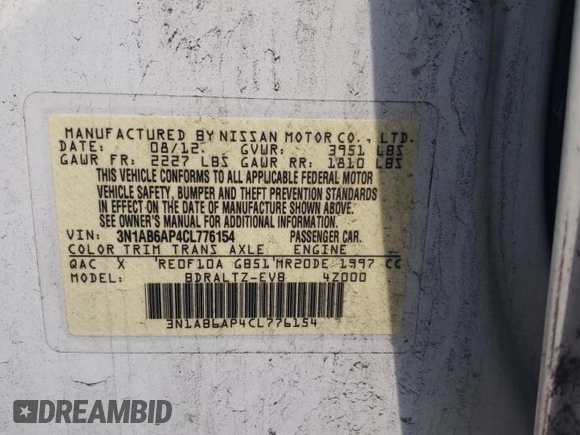 MANUFACTURED BY NISSAN MOTOR CO., LTD.
DATE: 08/12. GVWR: 3951 LBS
GAWR FR: 2227 LBS GAWR RR: 1810 LBS
THIS VEHICLE CONFORMS TO ALL APPLICABLE FEDERAL MOTOR
VEHICLE SAFETY, BUMPER AND THEFT PREVENTION STANDARDS
IN EFFECT ON THE DATE OF MANUFACTURE SHOWN ABOVE.
SEE OWNER'S MANUAL FOR ADDITIONAL INFORMATION.
VIN: 3N1AB6AP4CL776154 PASSENGER CAR.
COLOR TRIM TRANS AXLE ENGINE
QAC X RE0F10A GB51 MR20DE 1997 CC
MODEL: BDRALTZ-EVB 4Z000
3N1AB6AP4CL776154
DREAMBID